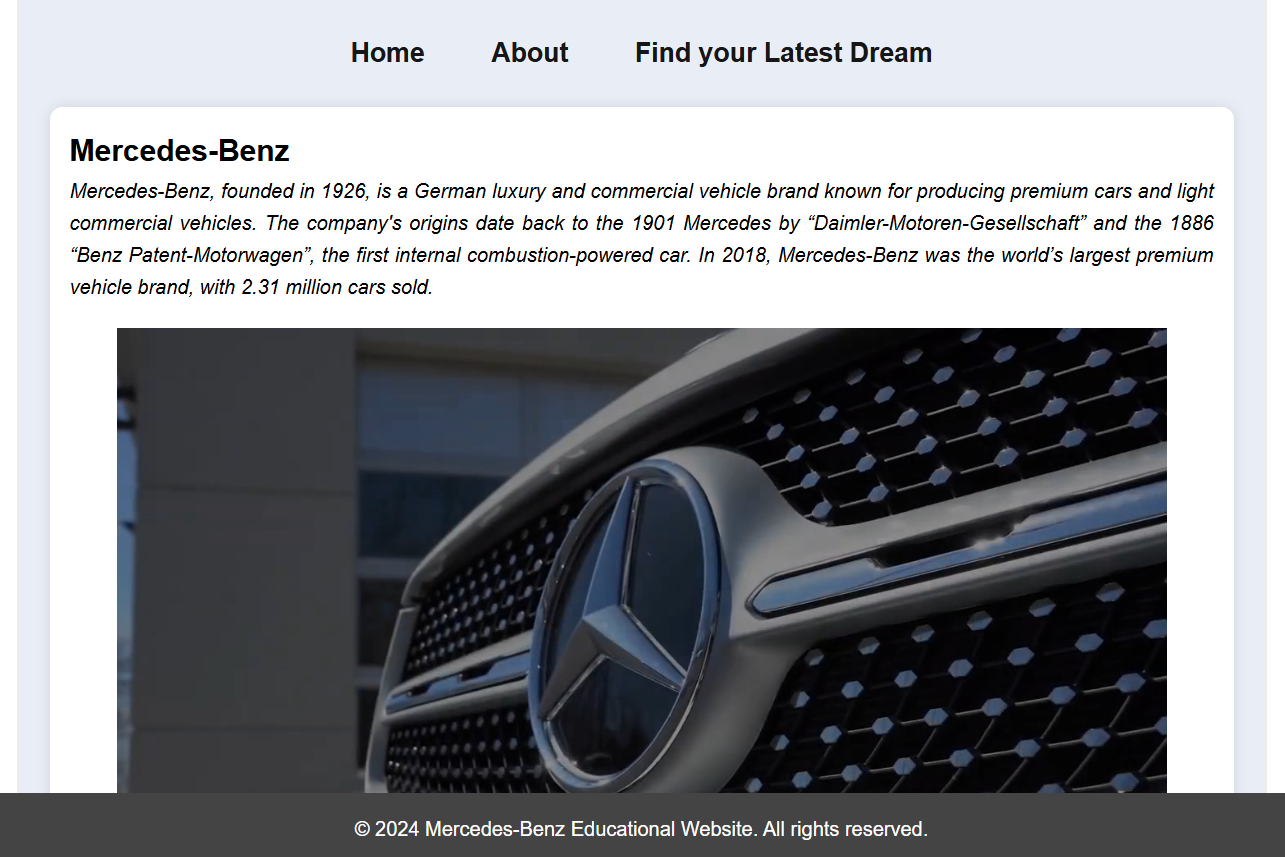 Home About Find your Latest Dream
Mercedes-Benz
Mercedes-Benz, founded in 1926, is a German luxury and commercial vehicle brand known for producing premium cars and light
commercial vehicles. The company's origins date back to the 1901 Mercedes by “Daimler-Motoren-Gesellschaft” and the 1886
“Benz Patent-Motorwagen”, the first internal combustion-powered car. In 2018, Mercedes-Benz was the world’s largest premium
vehicle brand, with 2.31 million cars sold.
© 2024 Mercedes-Benz Educational Website. All rights reserved.